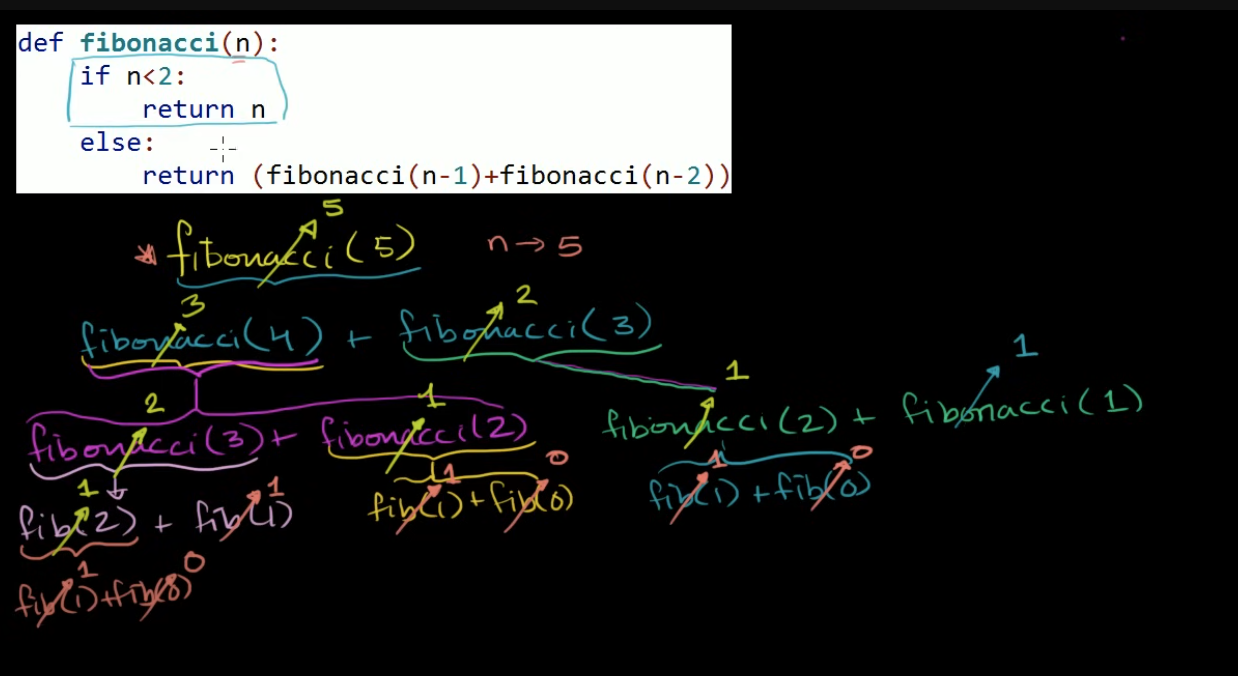 def fibonacci(n):
if n<2:
return n
else:
return (fibonacci(n-1)+fibonacci(n-2))
5
fibonacci(5) n→5
3 2
fibonacci(4) + fibonacci(3)
1 1
2 1
fibonacci(3)+ fibonacci(2) fibonacci(2)+ fibonacci(1)
1 1 1 0 1 0
fib(2) + fib(1) fib(1)+fib(0) fib(1)+fib(0)
1 0
fib(1)+fib(0)